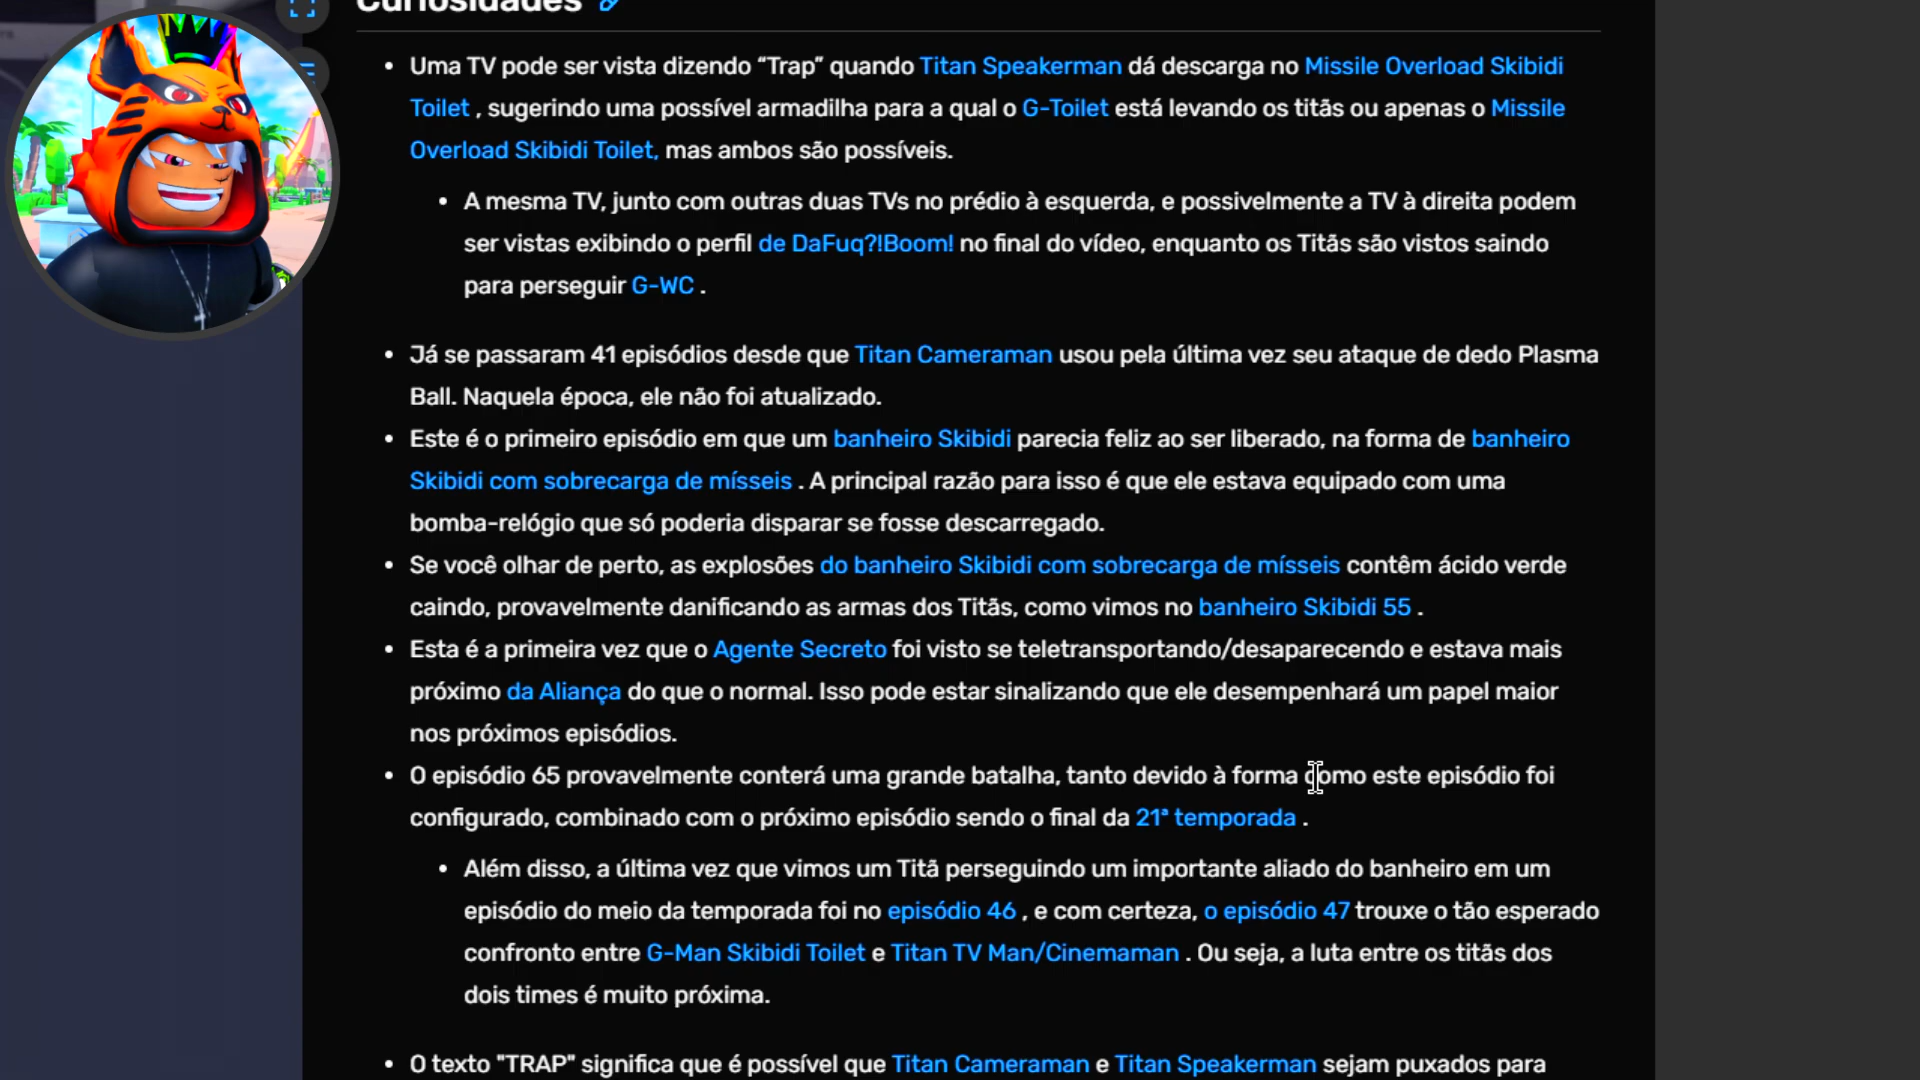 Curiosidades
Uma TV pode ser vista dizendo “Trap” quando Titan Speakerman dá descarga no Missile Overload Skibidi
Toilet , sugerindo uma possível armadilha para a qual o G-Toilet está levando os titãs ou apenas o Missile
Overload Skibidi Toilet, mas ambos são possíveis.
A mesma TV, junto com outras duas TVs no prédio à esquerda, e possivelmente a TV à direita podem
ser vistas exibindo o perfil de DaFuq?!Boom! no final do vídeo, enquanto os Titãs são vistos saindo
para perseguir G-WC .
Já se passaram 41 episódios desde que Titan Cameraman usou pela última vez seu ataque de dedo Plasma
Ball. Naquela época, ele não foi atualizado.
Este é o primeiro episódio em que um banheiro Skibidi parecia feliz ao ser liberado, na forma de banheiro
Skibidi com sobrecarga de mísseis . A principal razão para isso é que ele estava equipado com uma
bomba-relógio que só poderia disparar se fosse descarregado.
Se você olhar de perto, as explosões do banheiro Skibidi com sobrecarga de mísseis contêm ácido verde
caindo, provavelmente danificando as armas dos Titãs, como vimos no banheiro Skibidi 55 .
Esta é a primeira vez que o Agente Secreto foi visto se teletransportando/desaparecendo e estava mais
próximo da Aliança do que o normal. Isso pode estar sinalizando que ele desempenhará um papel maior
nos próximos episódios.
O episódio 65 provavelmente conterá uma grande batalha, tanto devido à forma como este episódio foi
configurado, combinado com o próximo episódio sendo o final da 21ª temporada .
Além disso, a última vez que vimos um Titã perseguindo um importante aliado do banheiro em um
episódio do meio da temporada foi no episódio 46 , e com certeza, o episódio 47 trouxe o tão esperado
confronto entre G-Man Skibidi Toilet e Titan TV Man/Cinemaman . Ou seja, a luta entre os titãs dos
dois times é muito próxima.
O texto "TRAP" significa que é possível que Titan Cameraman e Titan Speakerman sejam puxados para